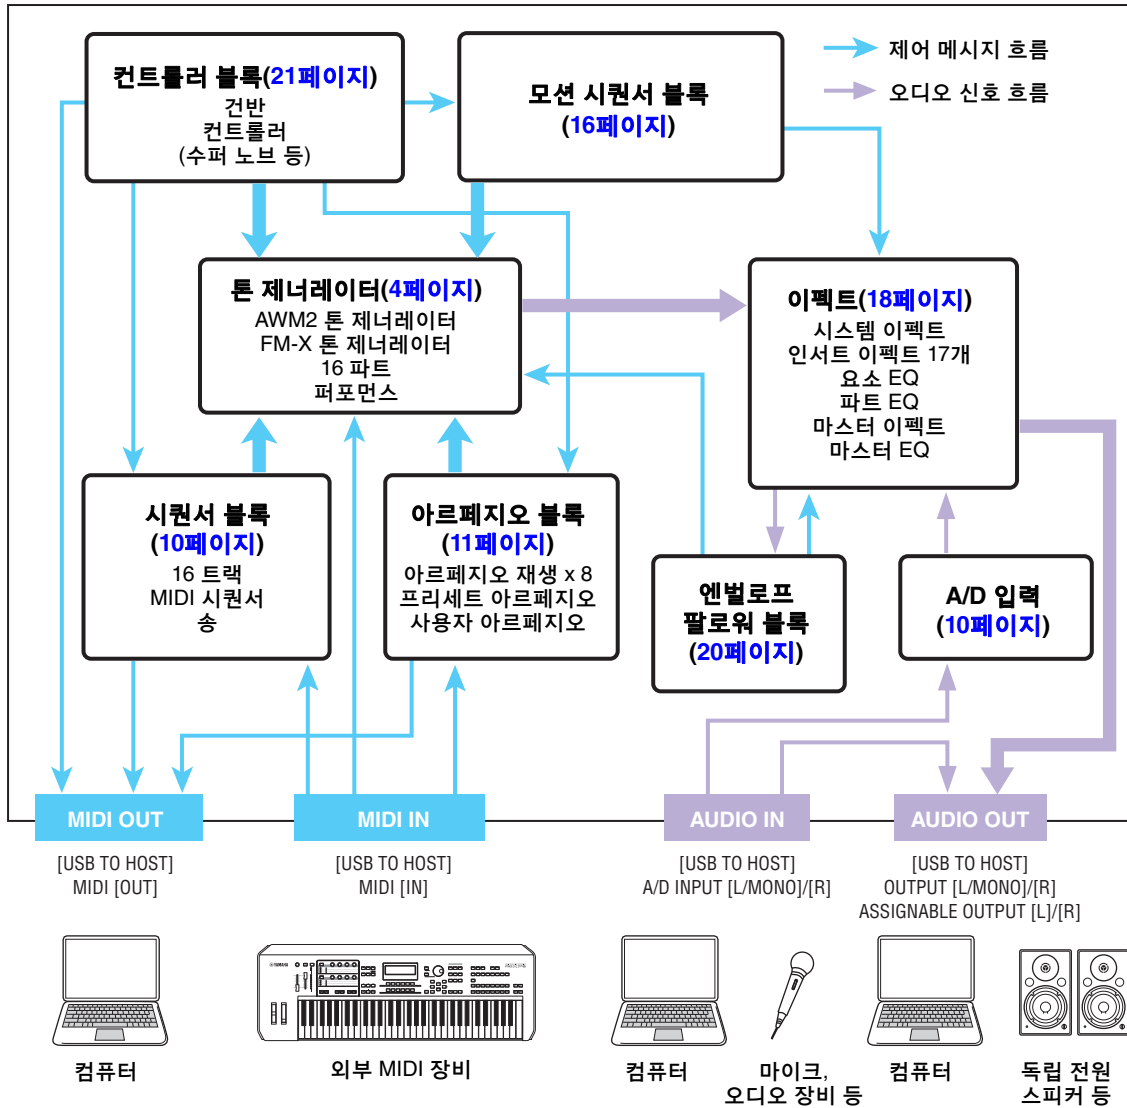 컨트롤러 블록(21페이지)
건반
컨트롤러
(수퍼 노브 등)
모션 시퀀서 블록
(16페이지)
제어 메시지 흐름
오디오 신호 흐름
톤 제너레이터(4페이지)
AWM2 톤 제너레이터
FM-X 톤 제너레이터
16 파트
퍼포먼스
이펙트(18페이지)
시스템 이펙트
인서트 이펙트 17개
요소 EQ
파트 EQ
마스터 이펙트
마스터 EQ
시퀀서 블록
(10페이지)
16 트랙
MIDI 시퀀서
송
아르페지오 블록
(11페이지)
아르페지오 재생 x 8
프리세트 아르페지오
사용자 아르페지오
엔벌로프
팔로워 블록
(20페이지)
A/D 입력
(10페이지)
MIDI OUT
MIDI IN
AUDIO IN
AUDIO OUT
[USB TO HOST]
MIDI [OUT]
[USB TO HOST]
MIDI [IN]
[USB TO HOST]
A/D INPUT [L/MONO]/[R]
[USB TO HOST]
OUTPUT [L/MONO]/[R]
ASSIGNABLE OUTPUT [L]/[R]
컴퓨터
외부 MIDI 장비
컴퓨터
마이크,
오디오 장비 등
컴퓨터
독립 전원
스피커 등